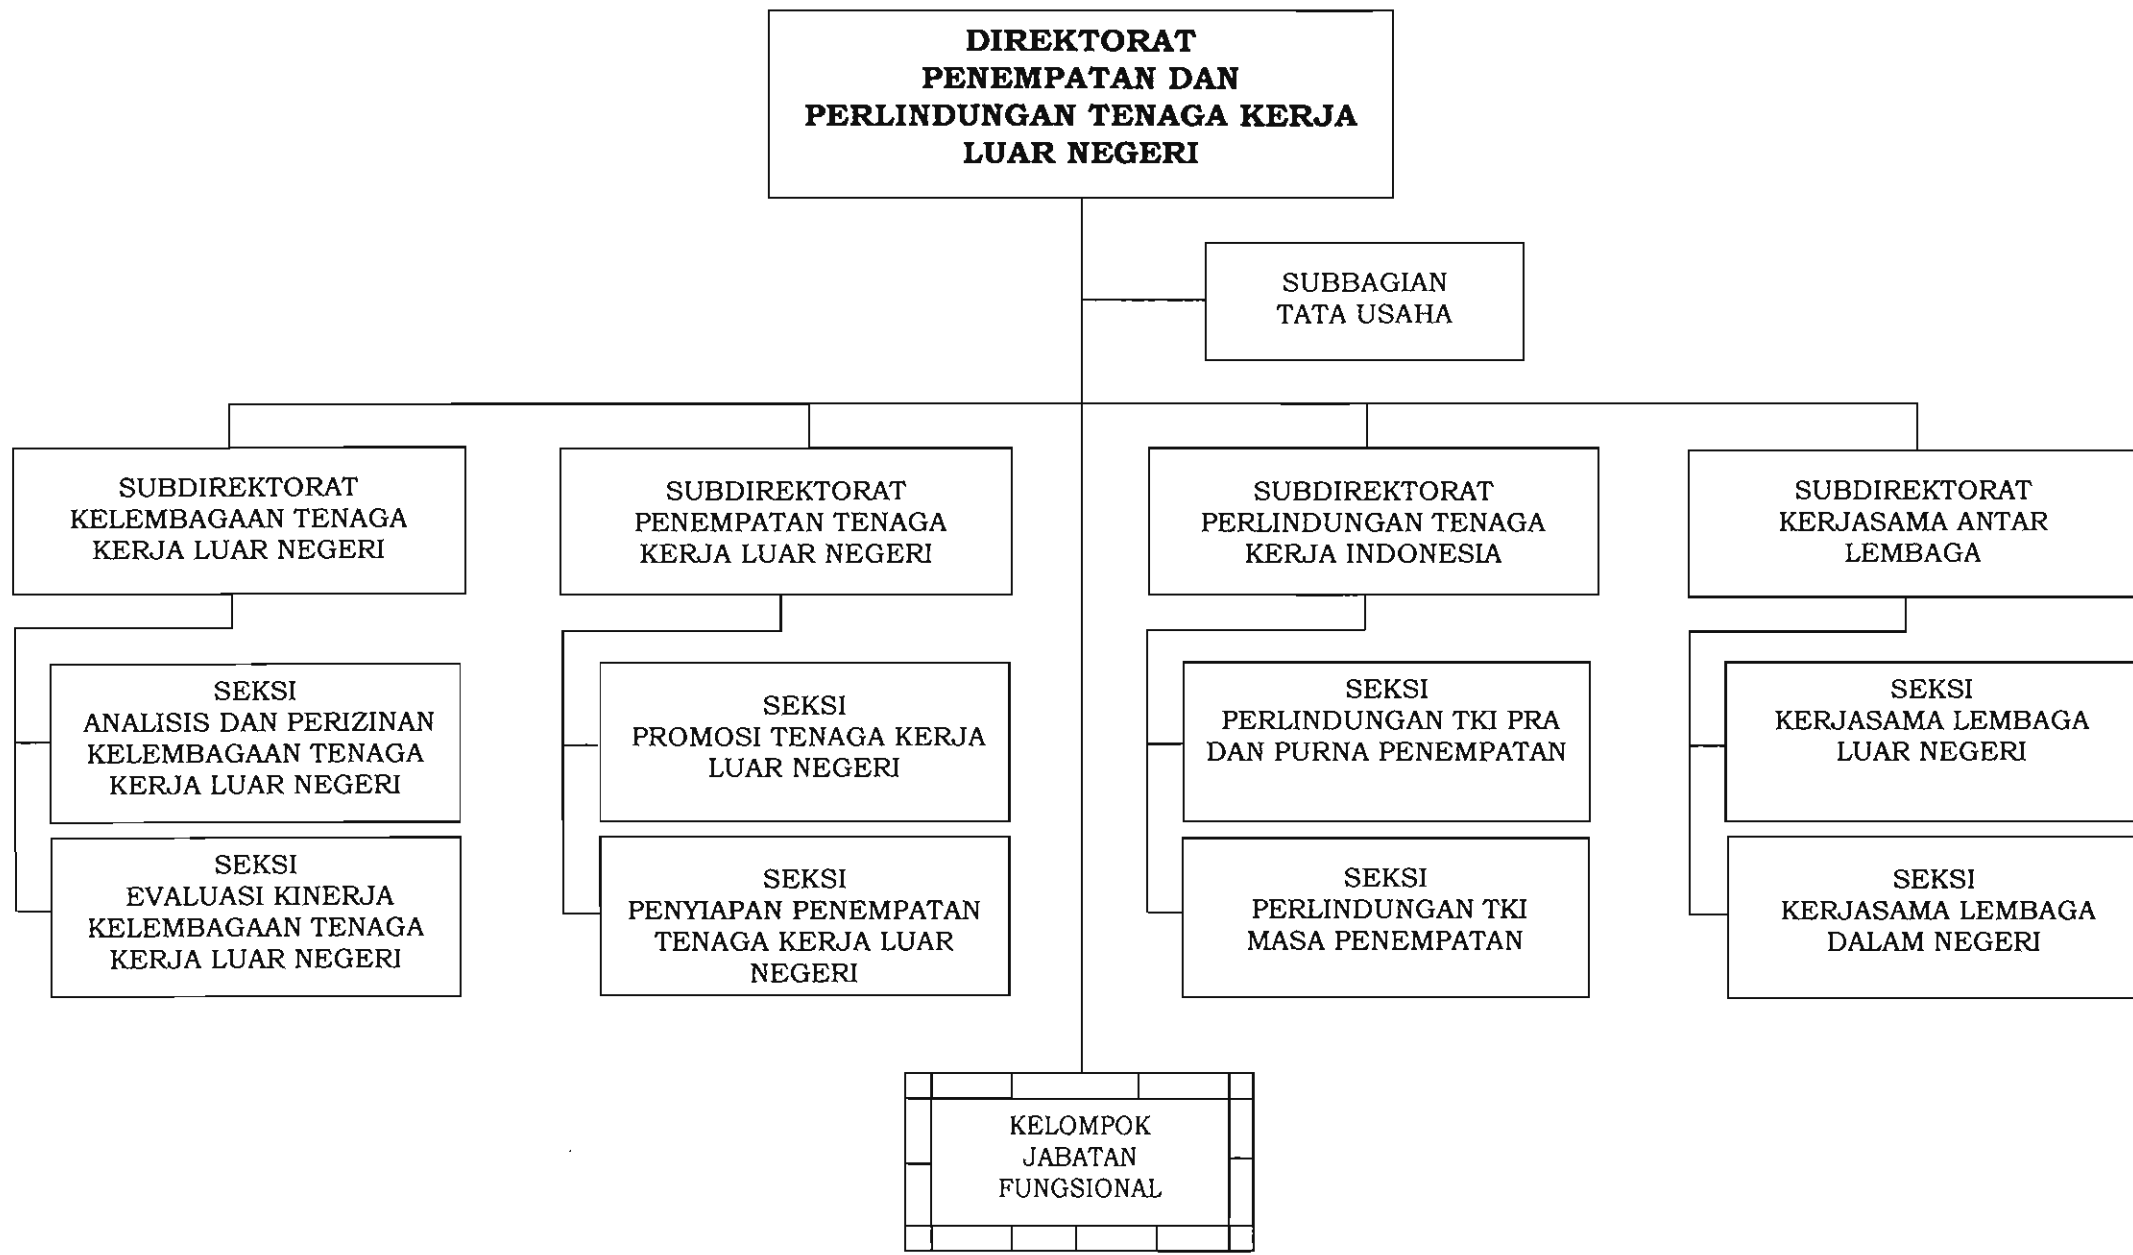 DIREKTORAT
PENEMPATAN DAN
PERLINDUNGAN TENAGA KERJA
LUAR NEGERI
SUBBAGIAN
TATA USAHA
SUBDIREKTORAT
KELEMBAGAAN TENAGA
KERJA LUAR NEGERI
SUBDIREKTORAT
PENEMPATAN TENAGA
KERJA LUAR NEGERI
SUBDIREKTORAT
PERLINDUNGAN TENAGA
KERJA INDONESIA
SUBDIREKTORAT
KERJASAMA ANTAR
LEMBAGA
SEKSI
ANALISIS DAN PERIZINAN
KELEMBAGAAN TENAGA
KERJA LUAR NEGERI
SEKSI
PROMOSI TENAGA KERJA
LUAR NEGERI
SEKSI
PERLINDUNGAN TKI PRA
DAN PURNA PENEMPATAN
SEKSI
KERJASAMA LEMBAGA
LUAR NEGERI
SEKSI
EVALUASI KINERJA
KELEMBAGAAN TENAGA
KERJA LUAR NEGERI
SEKSI
PENYIAPAN PENEMPATAN
TENAGA KERJA LUAR
NEGERI
SEKSI
PERLINDUNGAN TKI
MASA PENEMPATAN
SEKSI
KERJASAMA LEMBAGA
DALAM NEGERI
KELOMPOK
JABATAN
FUNGSIONAL